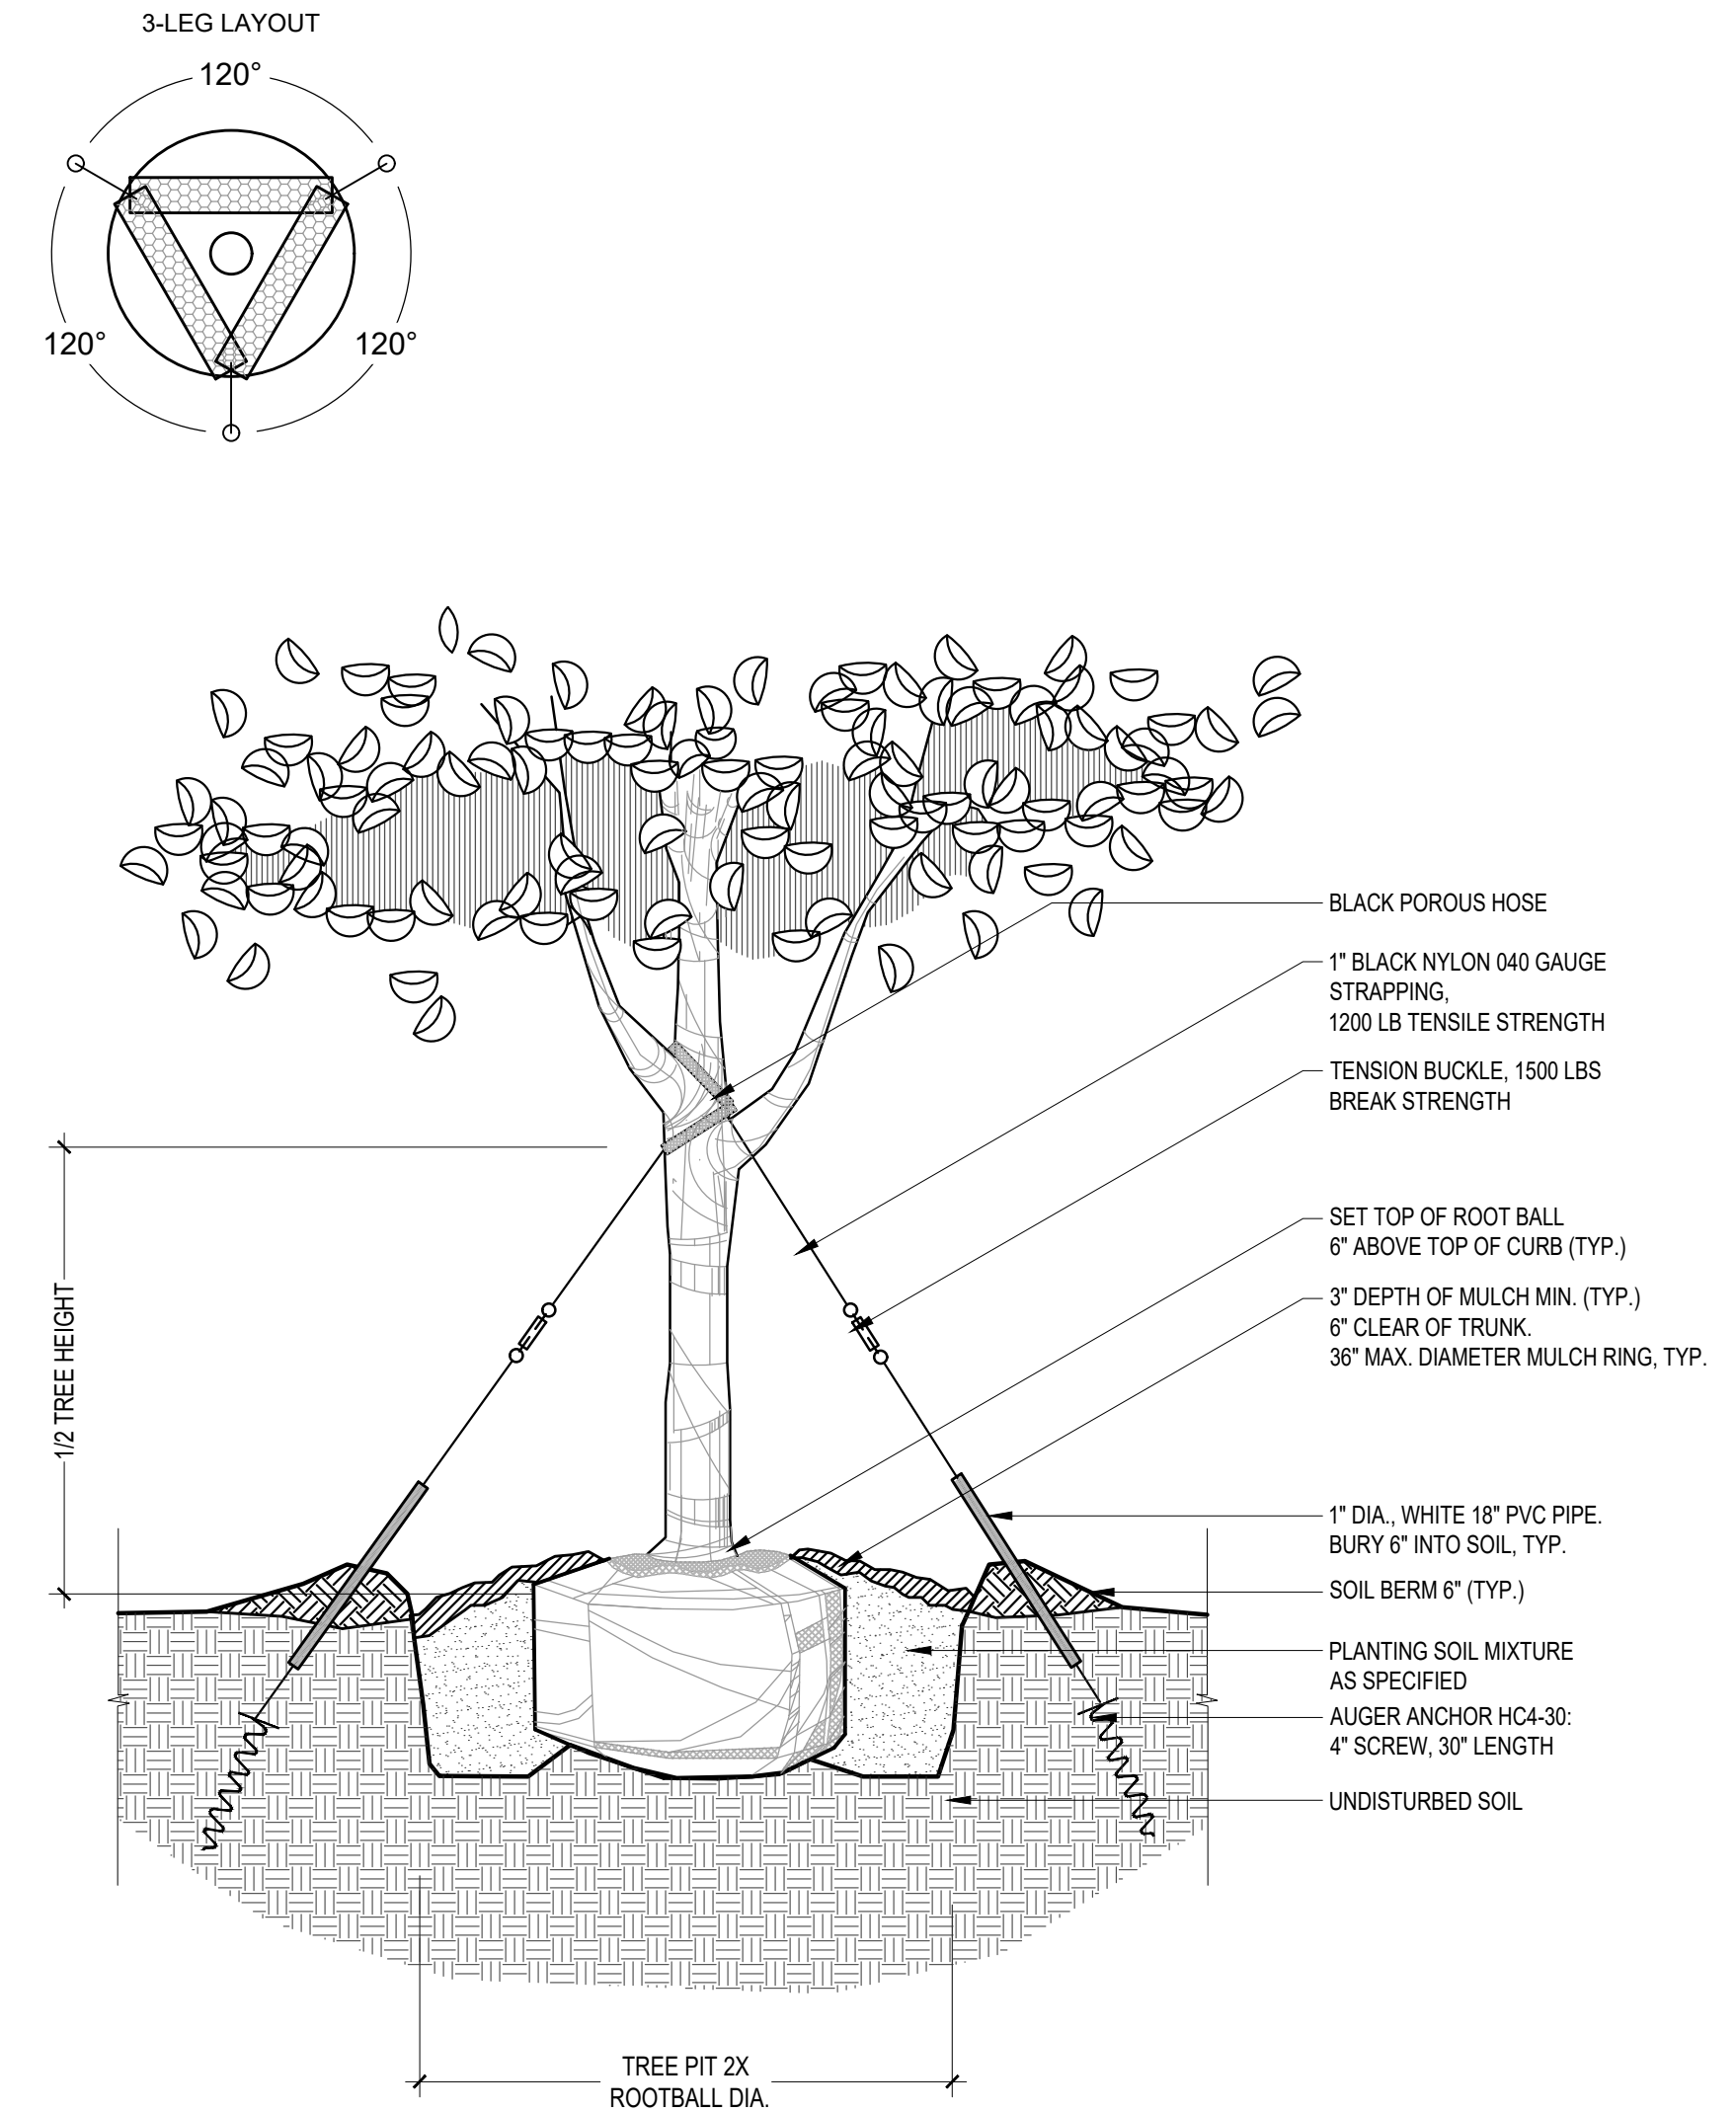 3-LEG LAYOUT
120°
120°
120°
BLACK POROUS HOSE
1" BLACK NYLON 040 GAUGE
STRAPPING,
1200 LB TENSILE STRENGTH
TENSION BUCKLE, 1500 LBS
BREAK STRENGTH
SET TOP OF ROOT BALL
6" ABOVE TOP OF CURB (TYP.)
3" DEPTH OF MULCH MIN. (TYP.)
6" CLEAR OF TRUNK.
36" MAX. DIAMETER MULCH RING, TYP.
1/2 TREE HEIGHT
1" DIA., WHITE 18" PVC PIPE.
BURY 6" INTO SOIL, TYP.
SOIL BERM 6" (TYP.)
PLANTING SOIL MIXTURE
AS SPECIFIED
AUGER ANCHOR HC4-30:
4" SCREW, 30" LENGTH
UNDISTURBED SOIL
TREE PIT 2X
ROOTBALL DIA.